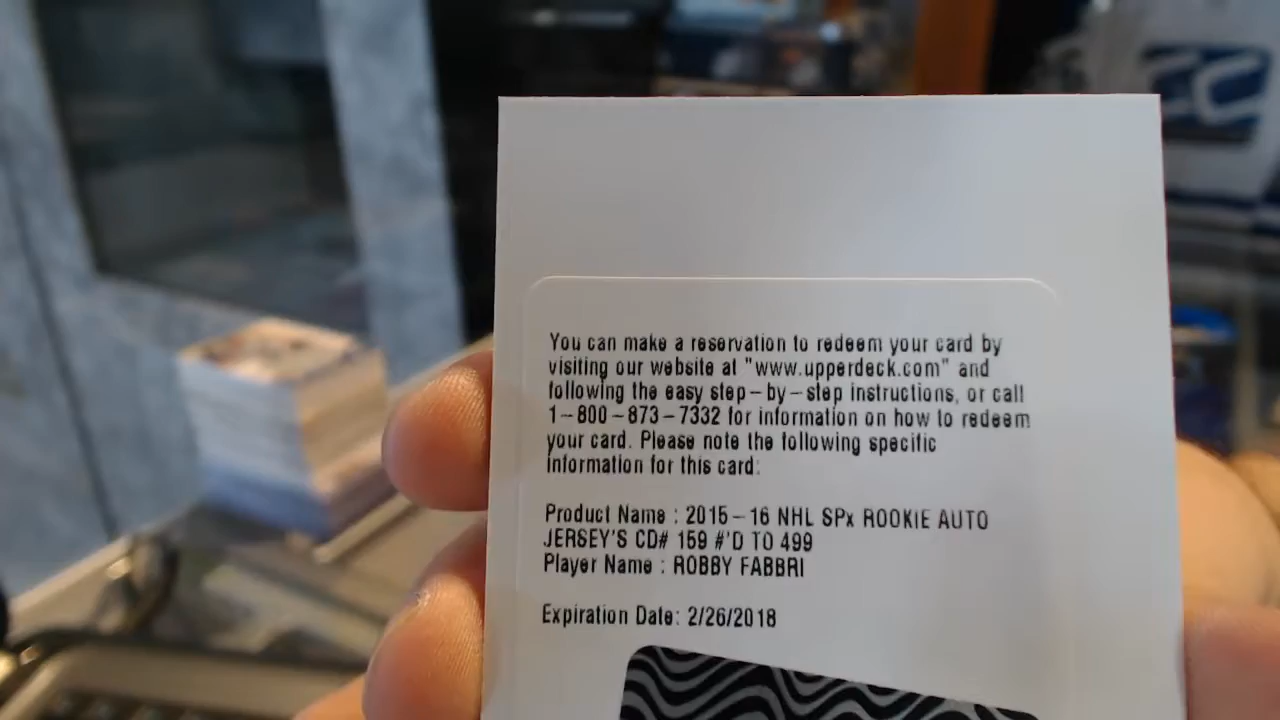 You can make a reservation to redeem your card by
visiting our website at "www.upperdeck.com" and
following the easy step-by-step instructions, or call
1-800-873-7332 for information on how to redeem
your card. Please note the following specific
information for this card:
Product Name : 2015-16 NHL SPx ROOKIE AUTO
JERSEY'S CD# 159 #'D TO 499
Player Name : ROBBY FABBRI
Expiration Date: 2/26/2018